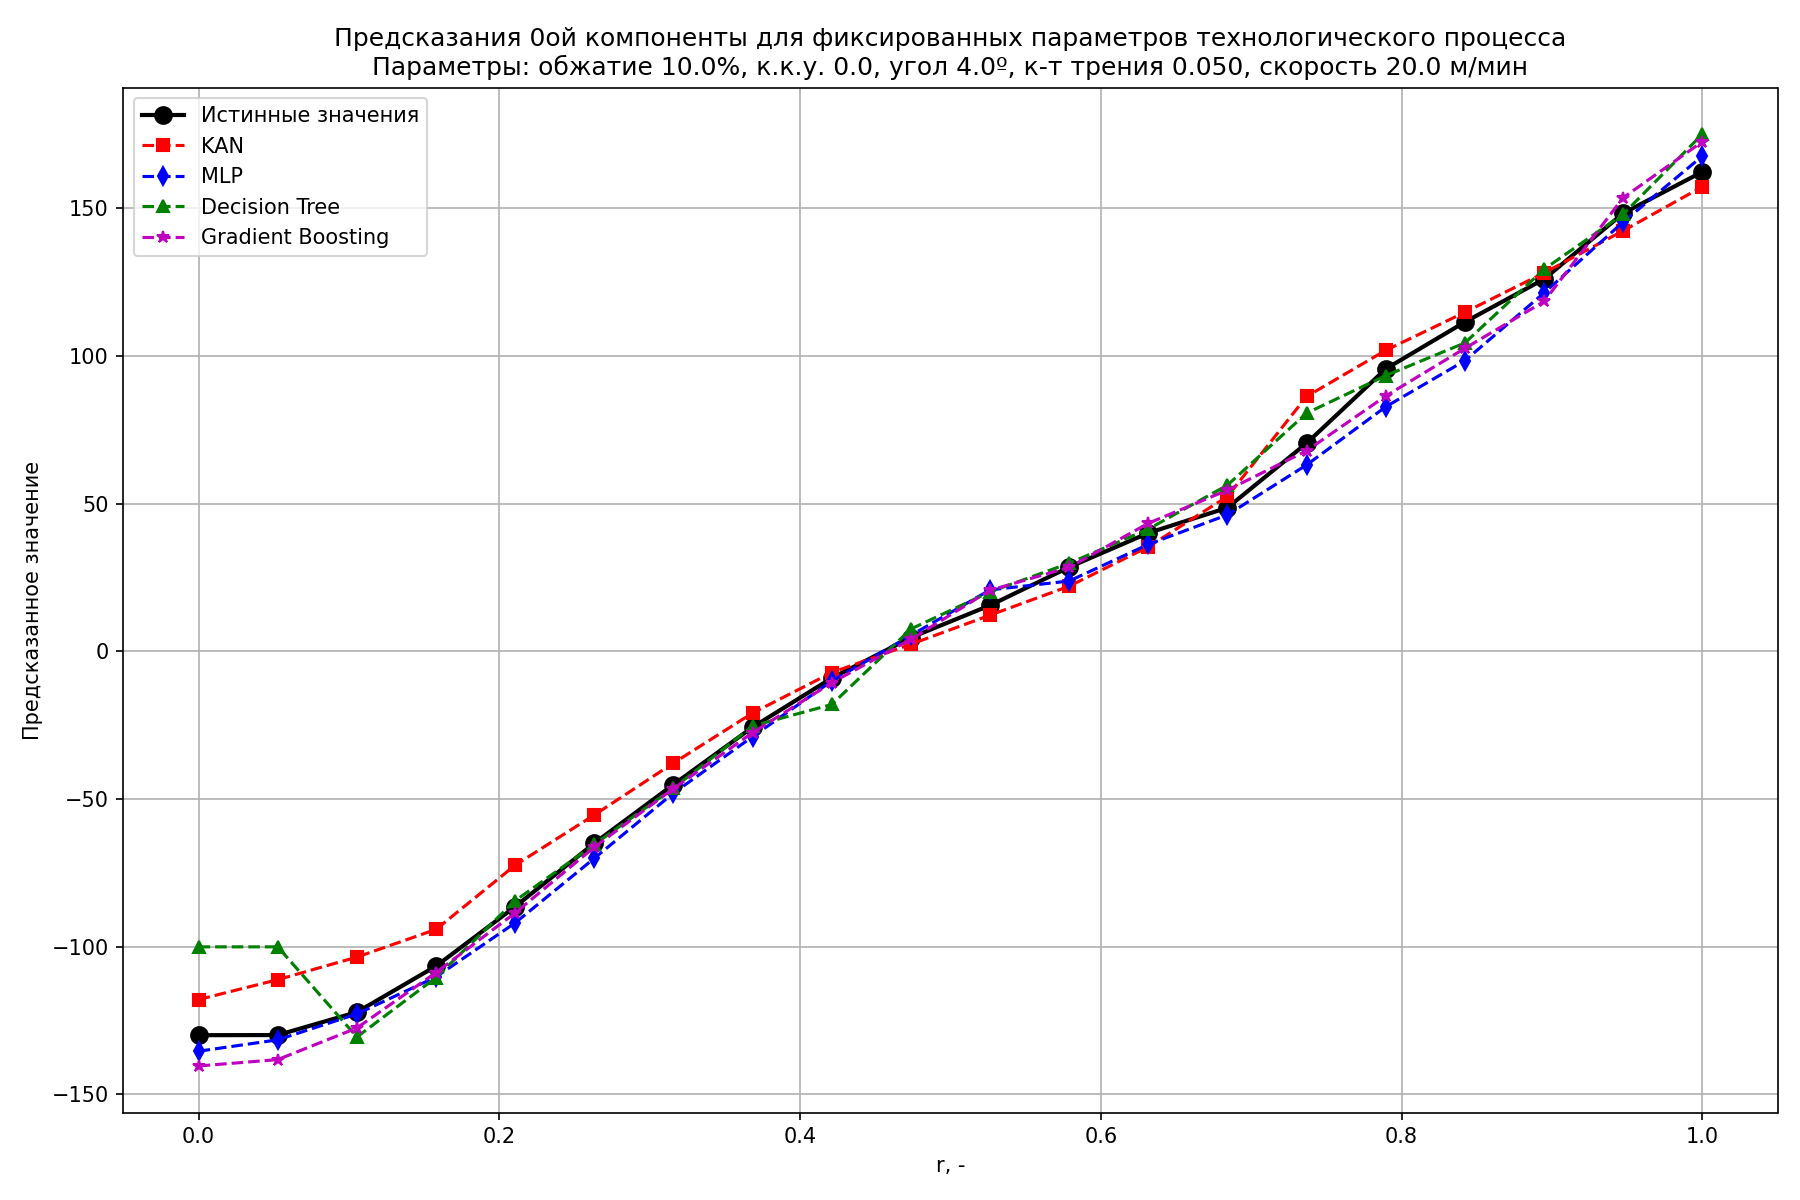 Предсказания 0ой компоненты для фиксированных параметров технологического процесса
Параметры: обжатие 10.0%, к.к.у. 0.0, угол 4.0º, к-т трения 0.050, скорость 20.0 м/мин
Истинные значения
KAN
MLP
Decision Tree
Gradient Boosting
Предсказанное значение
150
100
50
0
−50
−100
−150
0.0 0.2 0.4 0.6 0.8 1.0
r, -